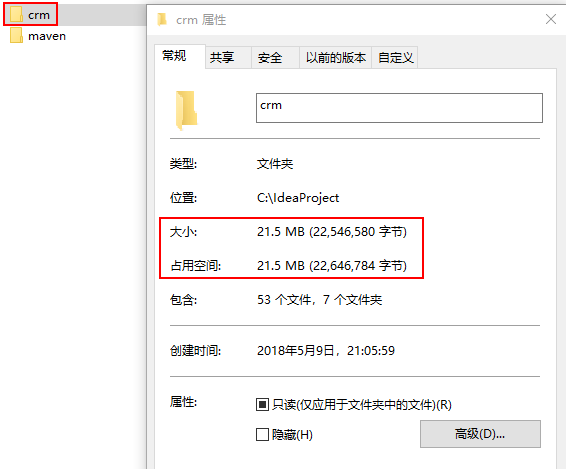 crm
maven
crm 属性
常规 共享 安全 以前的版本 自定义
crm
类型: 文件夹
位置: C:\IdeaProject
大小: 21.5 MB (22,546,580 字节)
占用空间: 21.5 MB (22,646,784 字节)
包含: 53 个文件，7 个文件夹
创建时间: 2018年5月9日，21:05:59
属性: 只读(仅应用于文件夹中的文件)(R)
隐藏(H) 高级(D)...